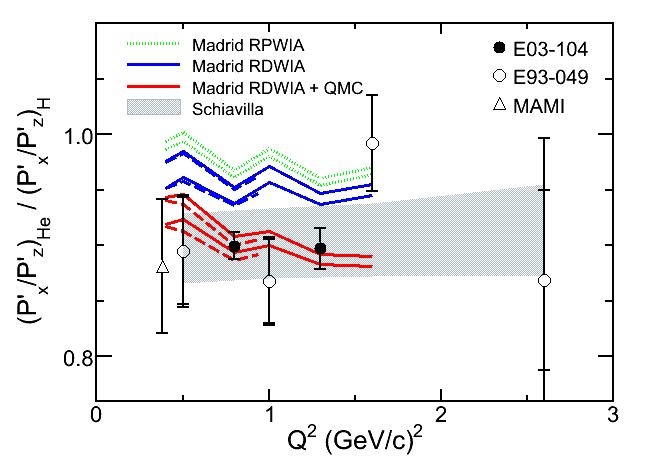 Madrid RPWIA
Madrid RDWIA
Madrid RDWIA + QMC
Schiavilla
E03-104
E93-049
MAMI
(P'x/P'z)He / (P'x/P'z)H
1.0
0.8
0
1
2
3
Q² (GeV/c)²